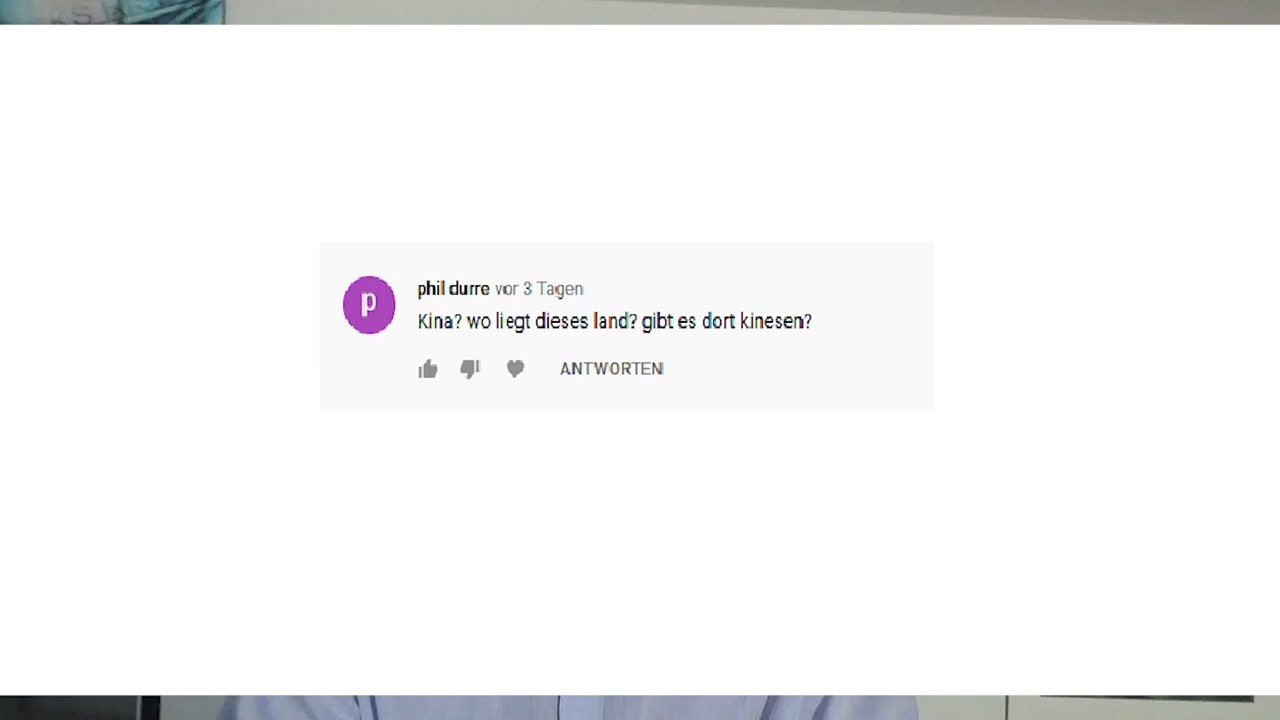 p
phil durre vor 3 Tagen
Kina? wo liegt dieses land? gibt es dort kinesen?
ANTWORTEN